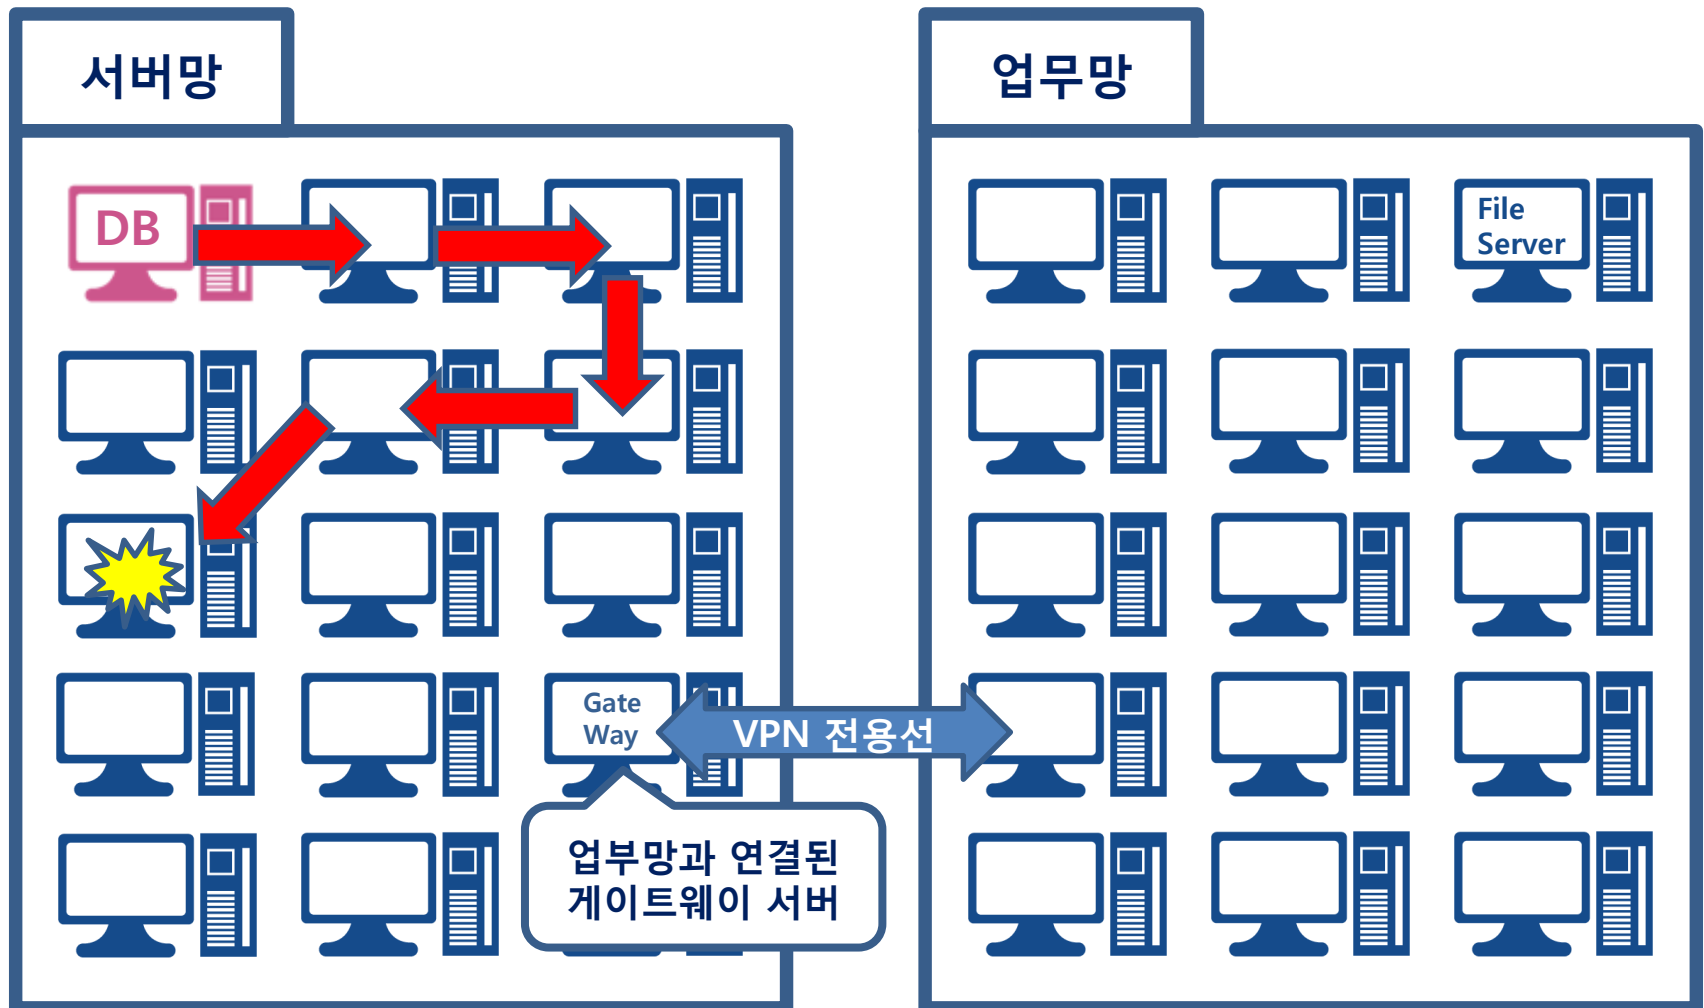 서버망
업무망
DB
File
Server
Gate
Way
VPN 전용선
업부망과 연결된
게이트웨이 서버